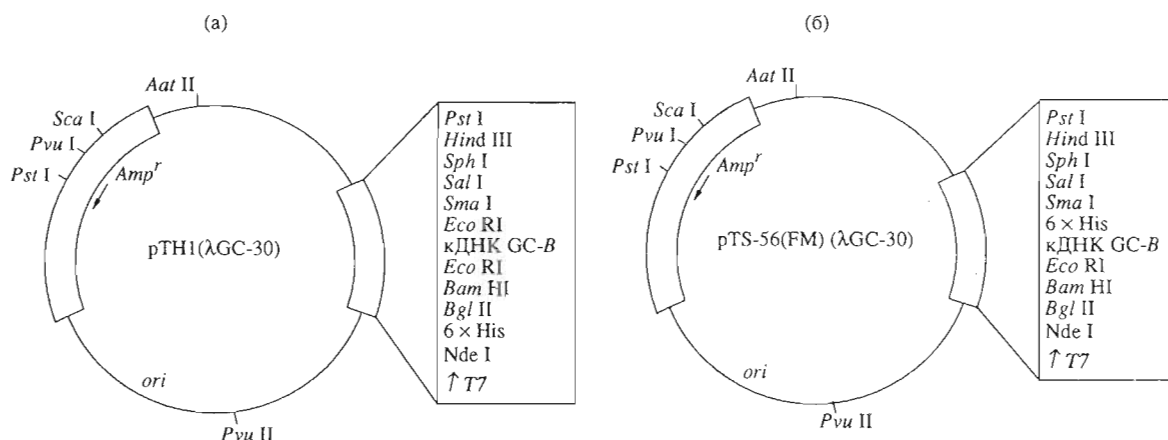 (а)
Aat II
Sca I
Pvu I
Pst I
Amp^r
pTH1(λGC-30)
ori
Pvu II
Pst I
Hind III
Sph I
Sal I
Sma I
Eco RI
кДНК GC-B
Eco RI
Bam HI
Bgl II
6 × His
Nde I
↑ T7
(б)
Aat II
Sca I
Pvu I
Pst I
Amp^r
pTS-56(FM) (λGC-30)
ori
Pvu II
Pst I
Hind III
Sph I
Sal I
Sma I
6 × His
кДНК GC-B
Eco RI
Bam HI
Bgl II
Nde I
↑ T7